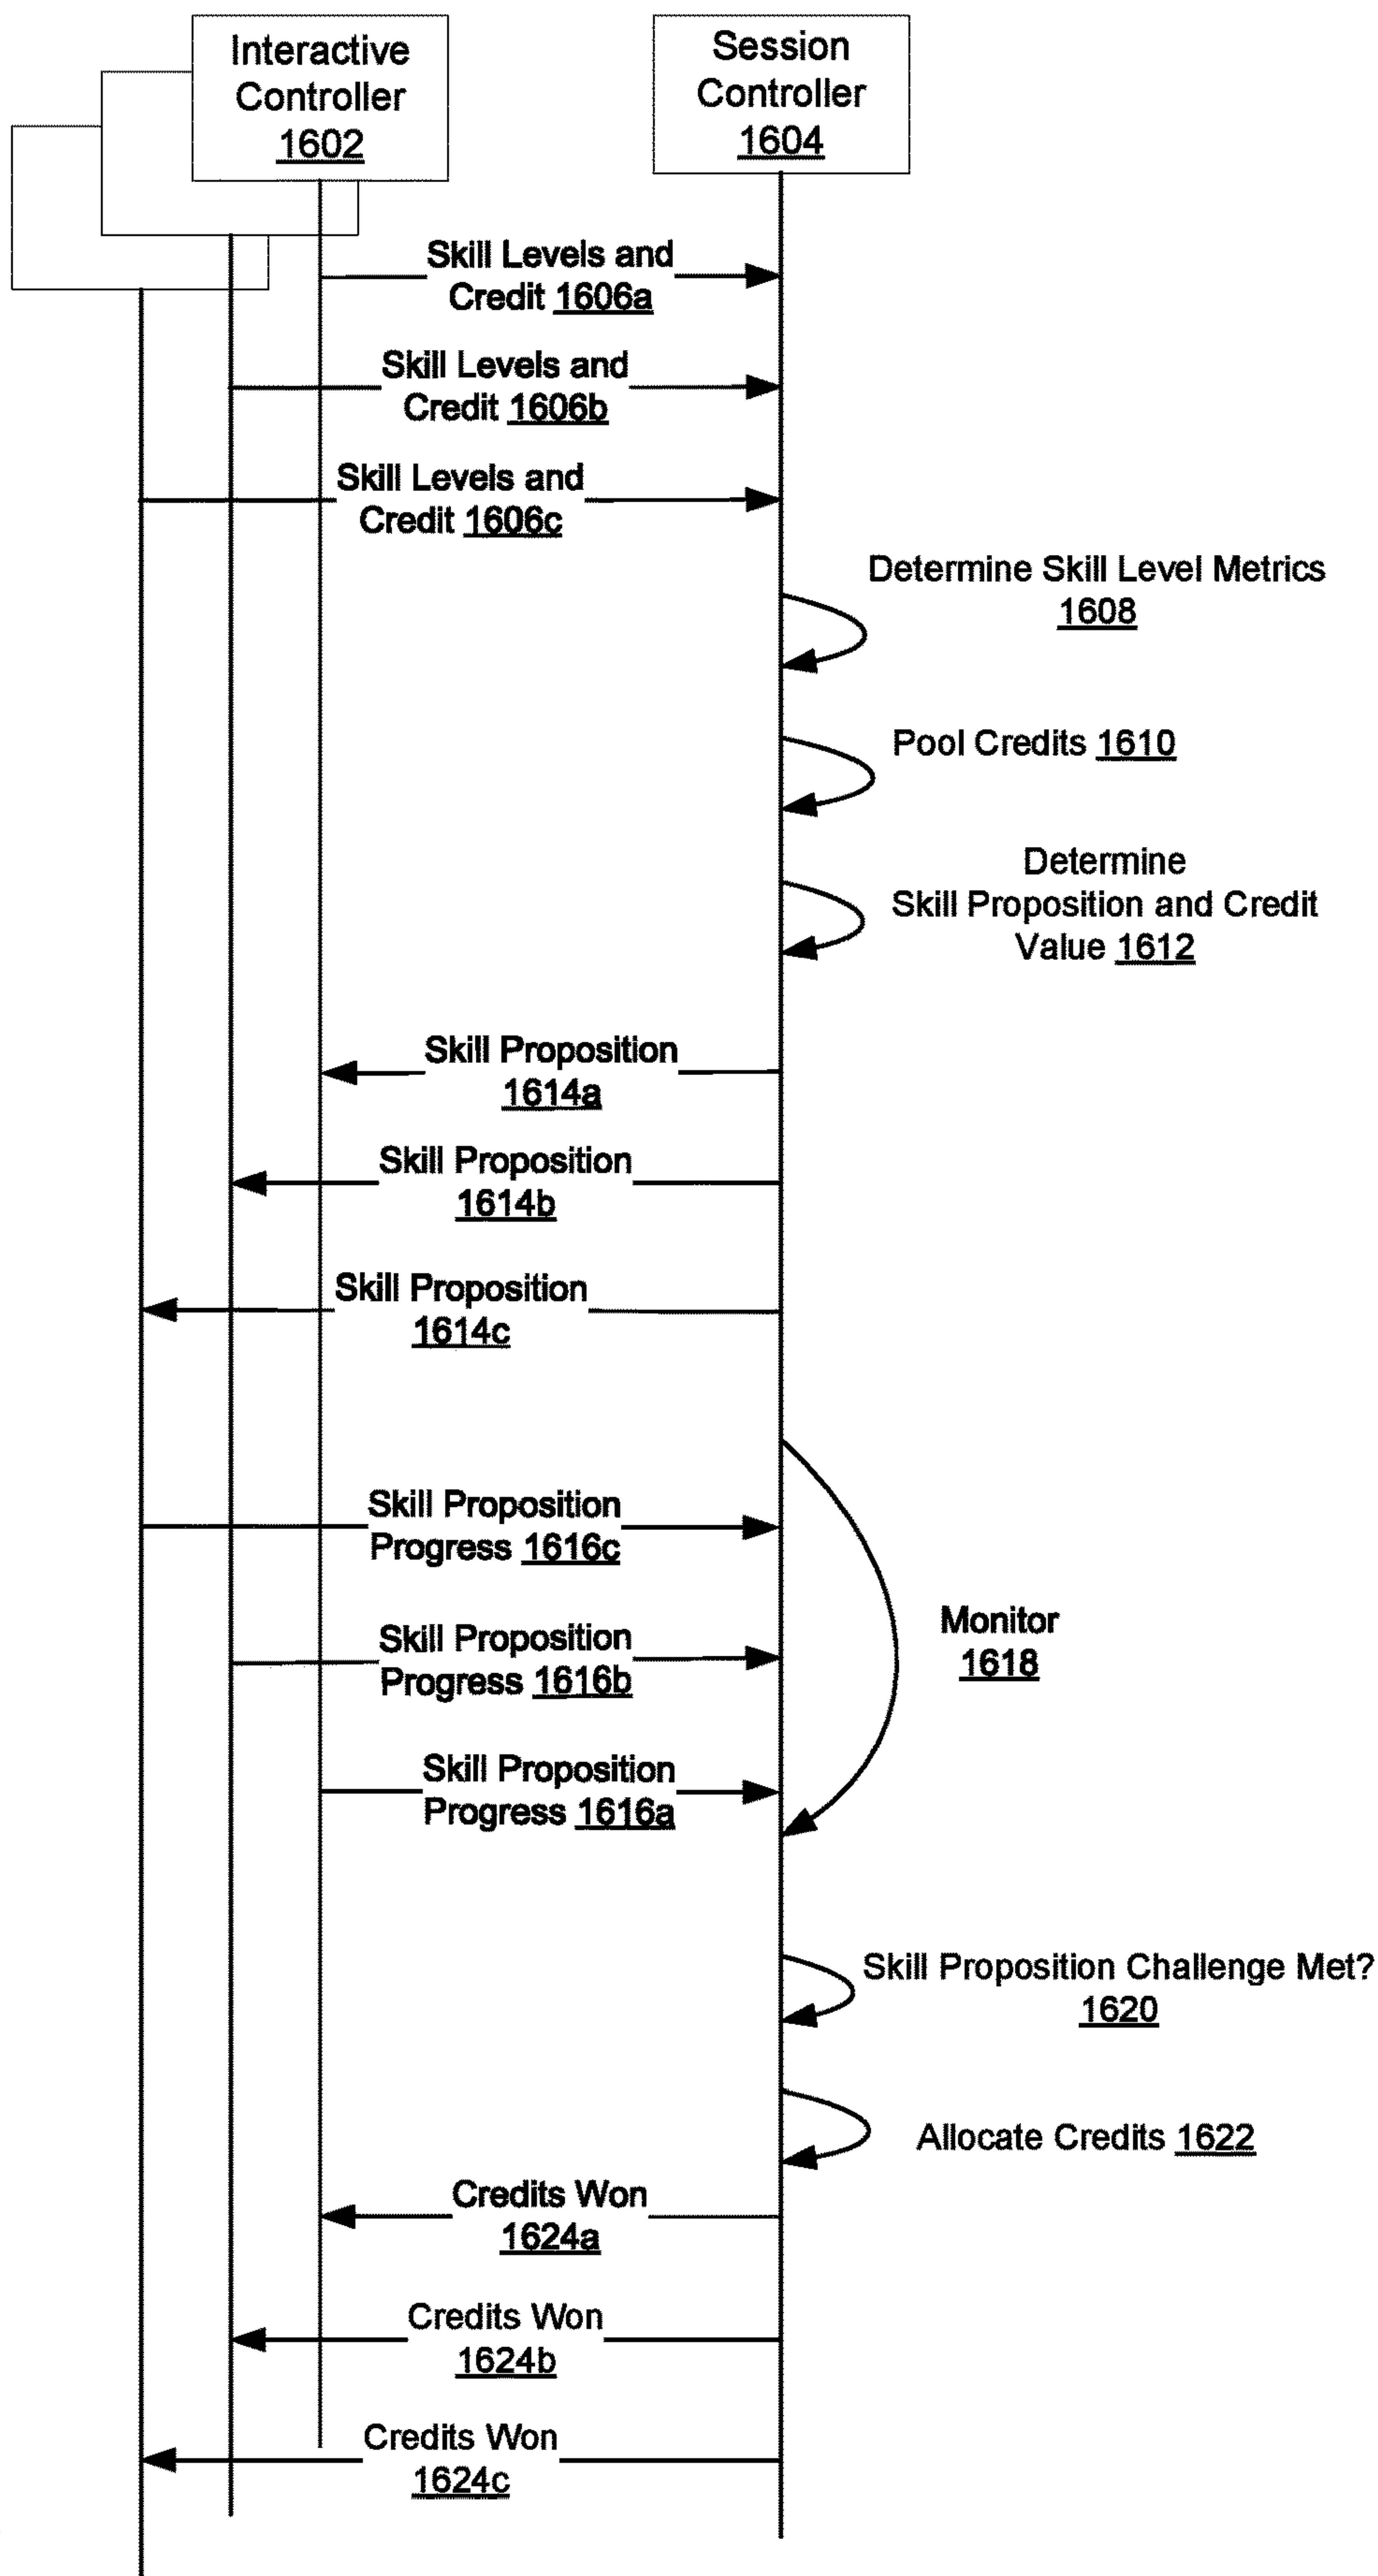 Interactive
Controller
1602
Session
Controller
1604
Skill Levels and
Credit 1606a
Skill Levels and
Credit 1606b
Skill Levels and
Credit 1606c
Determine Skill Level Metrics
1608
Pool Credits 1610
Determine
Skill Proposition and Credit
Value 1612
Skill Proposition
1614a
Skill Proposition
1614b
Skill Proposition
1614c
Skill Proposition
Progress 1616c
Monitor
1618
Skill Proposition
Progress 1616b
Skill Proposition
Progress 1616a
Skill Proposition Challenge Met?
1620
Allocate Credits 1622
Credits Won
1624a
Credits Won
1624b
Credits Won
1624c